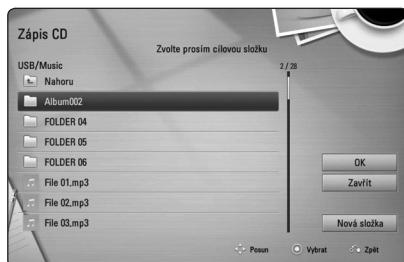 Zápis CD
Zvolte prosím cílovou složku
USB/Music
2 / 28
Nahoru
Album002
FOLDER 04
FOLDER 05
FOLDER 06
File 01,mp3
File 02,mp3
File 03,mp3
OK
Zavřít
Nová složka
Posun
Vybrat
Zpět